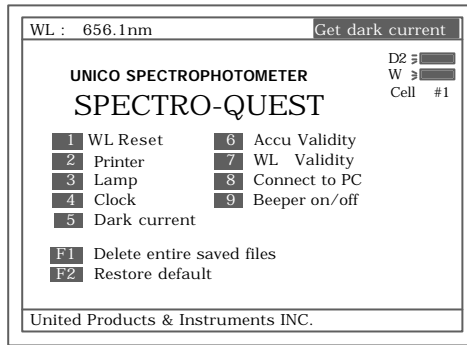 WL : 656.1nm Get dark current
D2
UNICO SPECTROPHOTOMETER W
SPECTRO-QUEST Cell #1
1 WL Reset 6 Accu Validity
2 Printer 7 WL Validity
3 Lamp 8 Connect to PC
4 Clock 9 Beeper on/off
5 Dark current
F1 Delete entire saved files
F2 Restore default
United Products & Instruments INC.